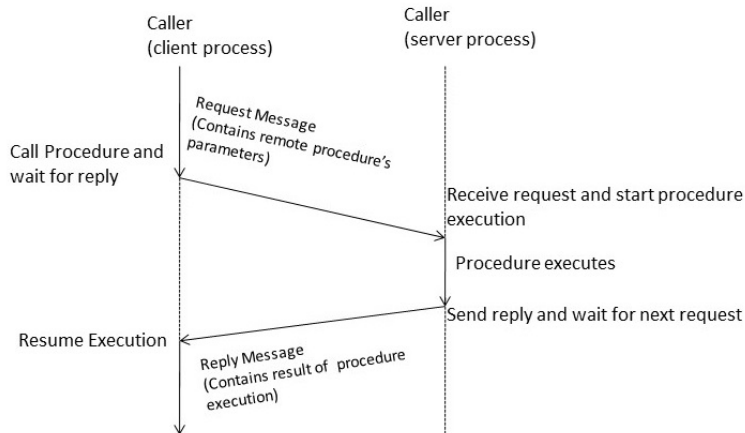 Caller
(client process)
Caller
(server process)
Request Message
(Contains remote procedure's
parameters)
Call Procedure and
wait for reply
Receive request and start procedure
execution
Procedure executes
Send reply and wait for next request
Resume Execution
Reply Message
(Contains result of procedure
execution)